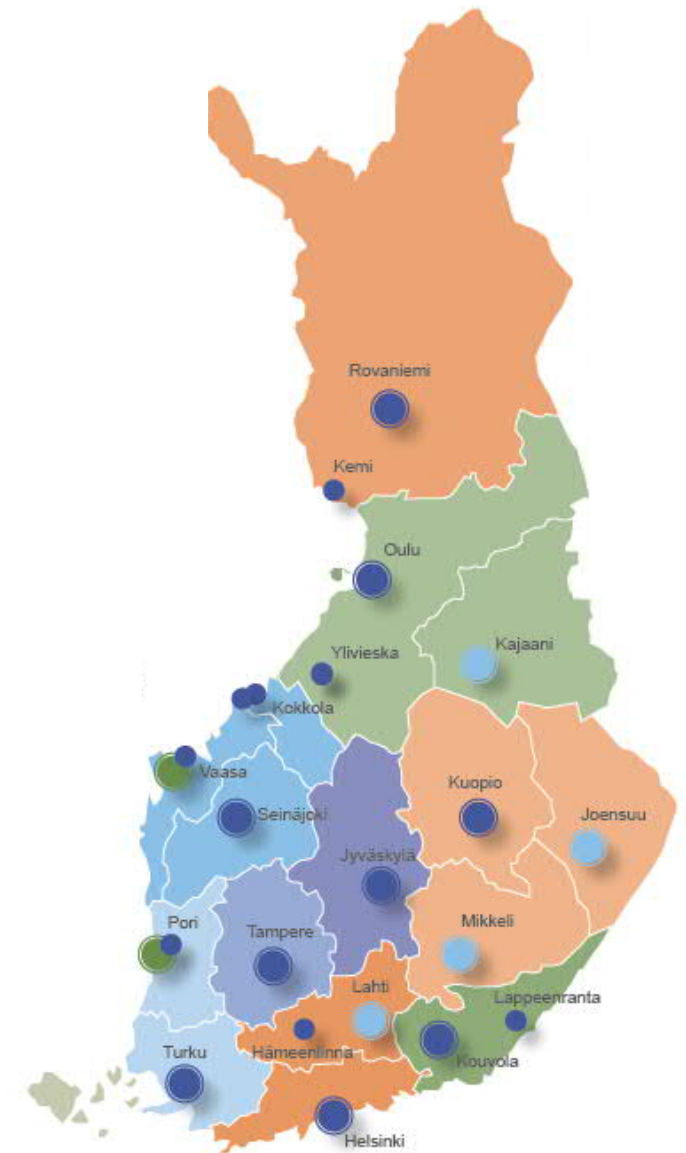 Rovaniemi
Kemi
Oulu
Kajaani
Ylivieska
Kokkola
Vaasa
Kuopio
Seinäjoki
Joensuu
Jyväskylä
Pori
Mikkeli
Tampere
Lahti
Lappeenranta
Hämeenlinna
Turku
Kouvola
Helsinki